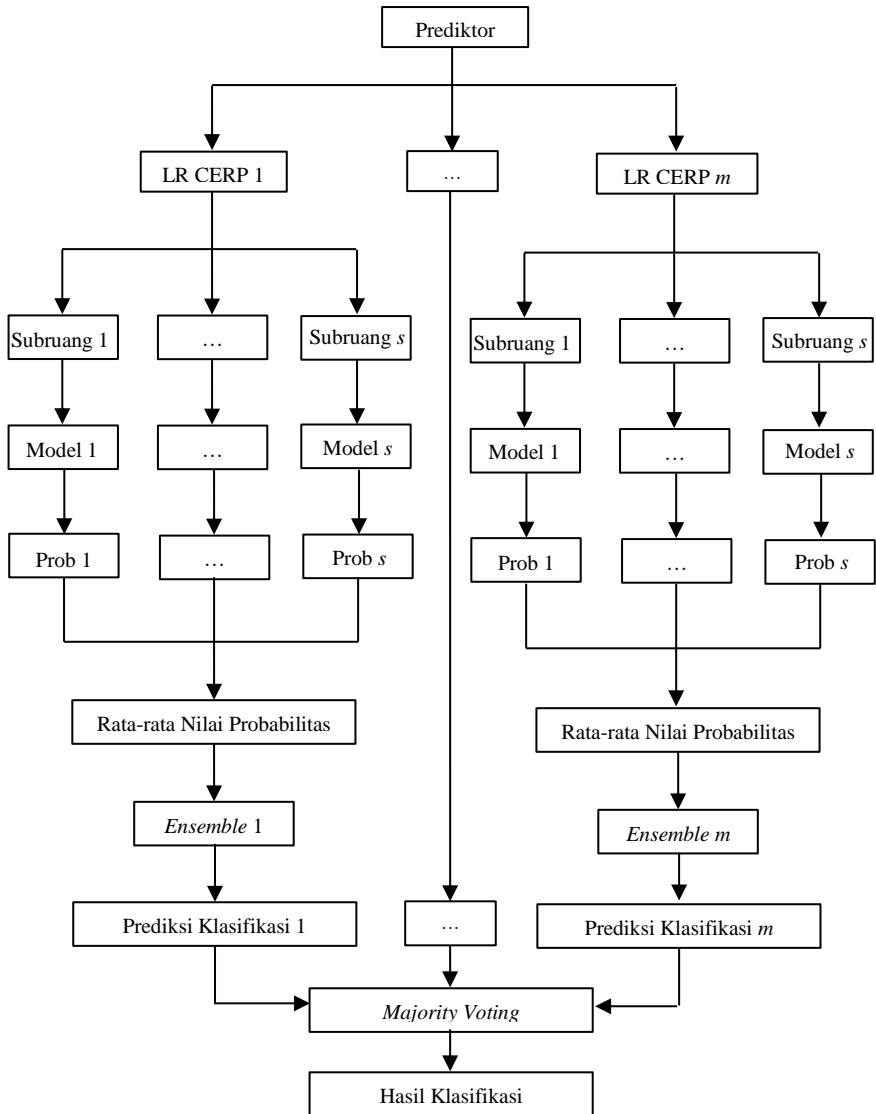 Prediktor
LR CERP 1
...
LR CERP m
Subruang 1
...
Subruang s
Subruang 1
...
Subruang s
Model 1
...
Model s
Model 1
...
Model s
Prob 1
...
Prob s
Prob 1
...
Prob s
Rata-rata Nilai Probabilitas
Rata-rata Nilai Probabilitas
Ensemble 1
Ensemble m
Prediksi Klasifikasi 1
...
Prediksi Klasifikasi m
Majority Voting
Hasil Klasifikasi